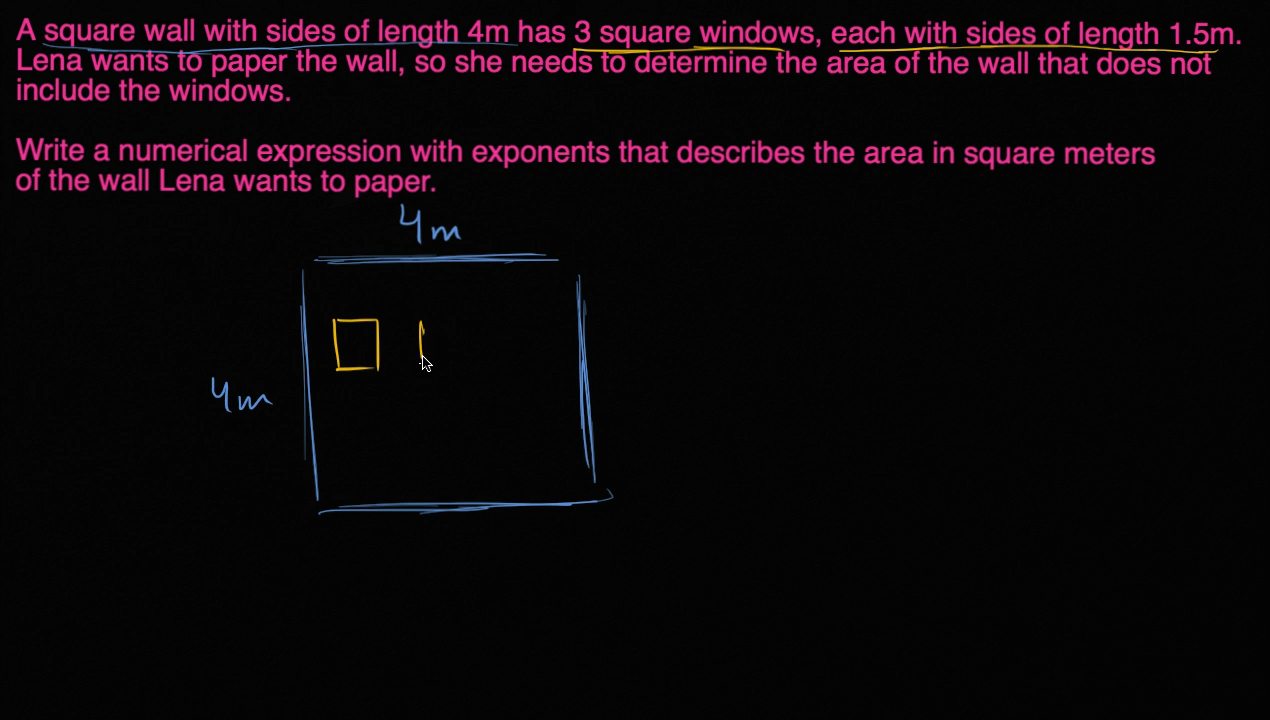 A square wall with sides of length 4m has 3 square windows, each with sides of length 1.5m.
Lena wants to paper the wall, so she needs to determine the area of the wall that does not
include the windows.
Write a numerical expression with exponents that describes the area in square meters
of the wall Lena wants to paper.
4m
4m